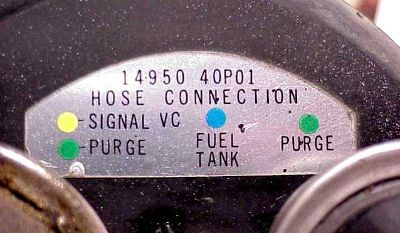 14950 40P01
HOSE CONNECTION
-SIGNAL VC
-PURGE
FUEL
TANK
PURGE